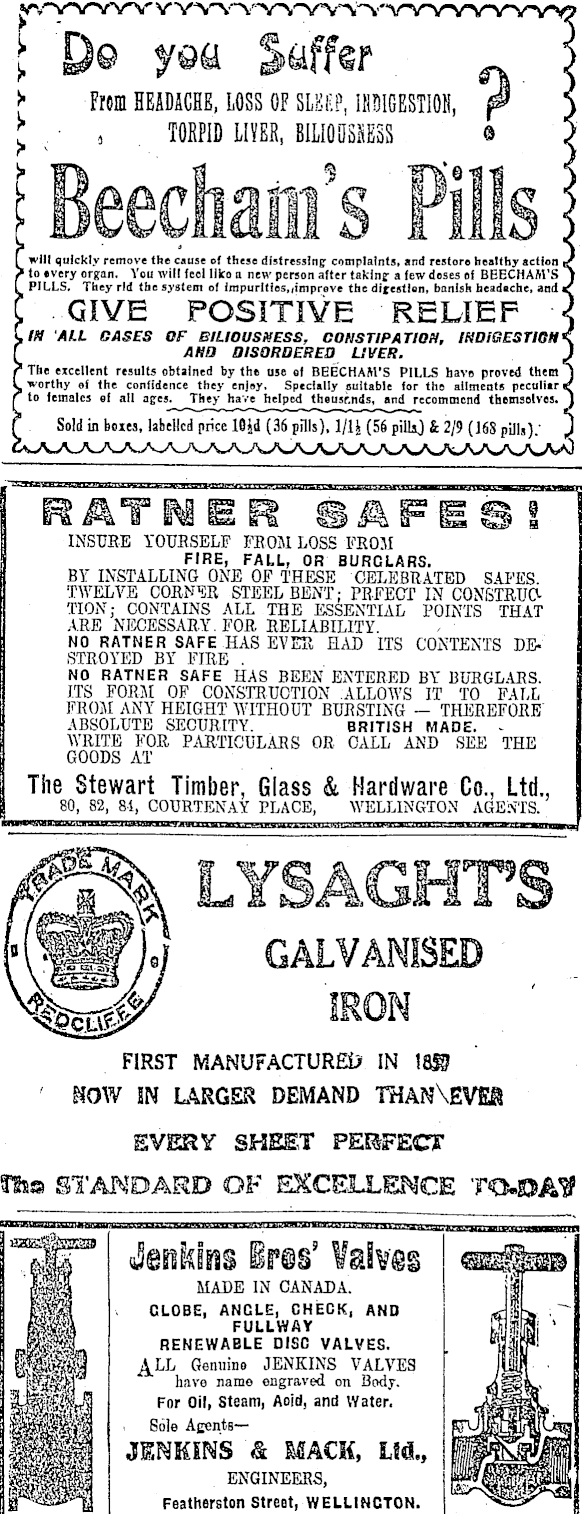 Do you Suffer
From HEADACHE, LOSS OF SLEEP, INDIGESTION,
TORPID LIVER, BILIOUSNESS
?
Beecham's Pills
will quickly remove the cause of these distressing complaints, and restore healthy action
to every organ. You will feel like a new person after taking a few doses of BEECHAM'S
PILLS. They rid the system of impurities, improve the digestion, banish headache, and
GIVE POSITIVE RELIEF
IN ALL CASES OF BILIOUSNESS, CONSTIPATION, INDIGESTION
AND DISORDERED LIVER.
The excellent results obtained by the use of BEECHAM'S PILLS have proved them
worthy of the confidence they enjoy. Specially suitable for the ailments peculiar
to females of all ages. They have helped thousands, and recommend themselves.
Sold in boxes, labelled price 10½d (36 pills), 1/1½ (56 pills) & 2/9 (168 pills).
RATNER SAFES!
INSURE YOURSELF FROM LOSS FROM
FIRE, FALL, OR BURGLARS.
BY INSTALLING ONE OF THESE CELEBRATED SAFES.
TWELVE CORNER STEEL BENT; PRFECT IN CONSTRUC-
TION; CONTAINS ALL THE ESSENTIAL POINTS THAT
ARE NECESSARY FOR RELIABILITY.
NO RATNER SAFE HAS EVER HAD ITS CONTENTS DE-
STROYED BY FIRE .
NO RATNER SAFE HAS BEEN ENTERED BY BURGLARS.
ITS FORM OF CONSTRUCTION ALLOWS IT TO FALL
FROM ANY HEIGHT WITHOUT BURSTING — THEREFORE
ABSOLUTE SECURITY. BRITISH MADE.
WRITE FOR PARTICULARS OR CALL AND SEE THE
GOODS AT
The Stewart Timber, Glass & Hardware Co., Ltd.,
80, 82, 84, COURTENAY PLACE, WELLINGTON AGENTS.
TRADE MARK
REDCLIFFE
LYSAGHT'S
GALVANISED
IRON
FIRST MANUFACTURED IN
NOW IN LARGER DEMAND THAN EVER
EVERY SHEET PERFECT
The STANDARD OF EXCELLENCE TO-DAY
Jenkins Bros' Valves
MADE IN CANADA.
GLOBE, ANGLE, CHECK, AND
FULLWAY
RENEWABLE DISC VALVES.
ALL Genuine JENKINS VALVES
have name engraved on Body.
For Oil, Steam, Acid, and Water.
Sole Agents—
JENKINS & MACK, Ltd.,
ENGINEERS,
Featherston Street, WELLINGTON.